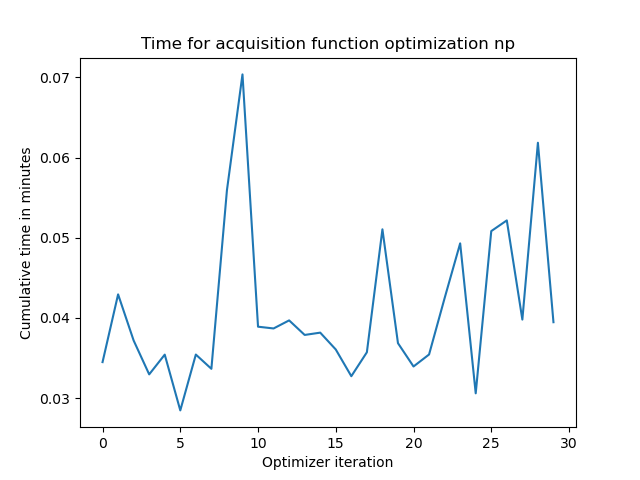 Time for acquisition function optimization np
Cumulative time in minutes
0.07
0.06
0.05
0.04
0.03
0 5 10 15 20 25 30
Optimizer iteration